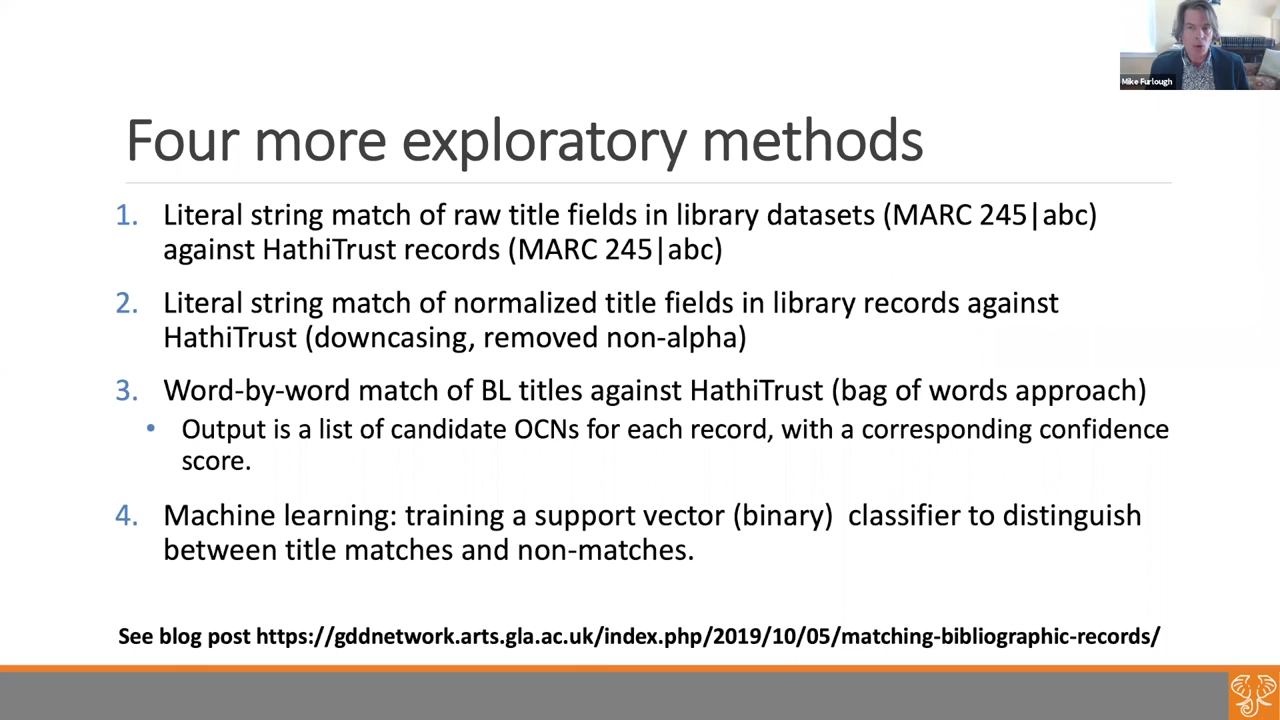 Mike Furlough
Four more exploratory methods
1. Literal string match of raw title fields in library datasets (MARC 245|abc)
against HathiTrust records (MARC 245|abc)
2. Literal string match of normalized title fields in library records against
HathiTrust (downcasing, removed non-alpha)
3. Word-by-word match of BL titles against HathiTrust (bag of words approach)
• Output is a list of candidate OCNs for each record, with a corresponding confidence
score.
4. Machine learning: training a support vector (binary)  classifier to distinguish
between title matches and non-matches.
See blog post https://gddnetwork.arts.gla.ac.uk/index.php/2019/10/05/matching-bibliographic-records/